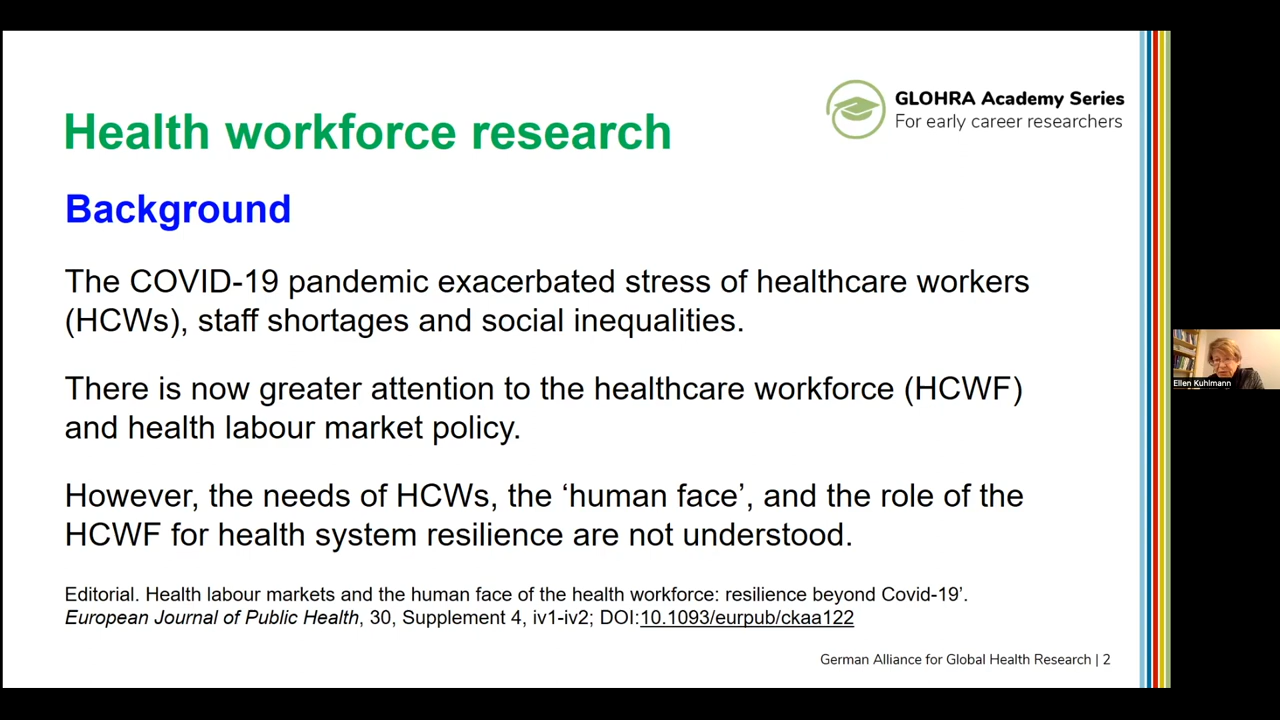 GLOHRA Academy Series
For early career researchers
Health workforce research
Background
The COVID-19 pandemic exacerbated stress of healthcare workers
(HCWs), staff shortages and social inequalities.
There is now greater attention to the healthcare workforce (HCWF)
and health labour market policy.
However, the needs of HCWs, the ‘human face’, and the role of the
HCWF for health system resilience are not understood.
Editorial. Health labour markets and the human face of the health workforce: resilience beyond Covid-19’.
European Journal of Public Health, 30, Supplement 4, iv1-iv2; DOI:10.1093/eurpub/ckaa122
German Alliance for Global Health Research | 2
Ellen Kuhlmann